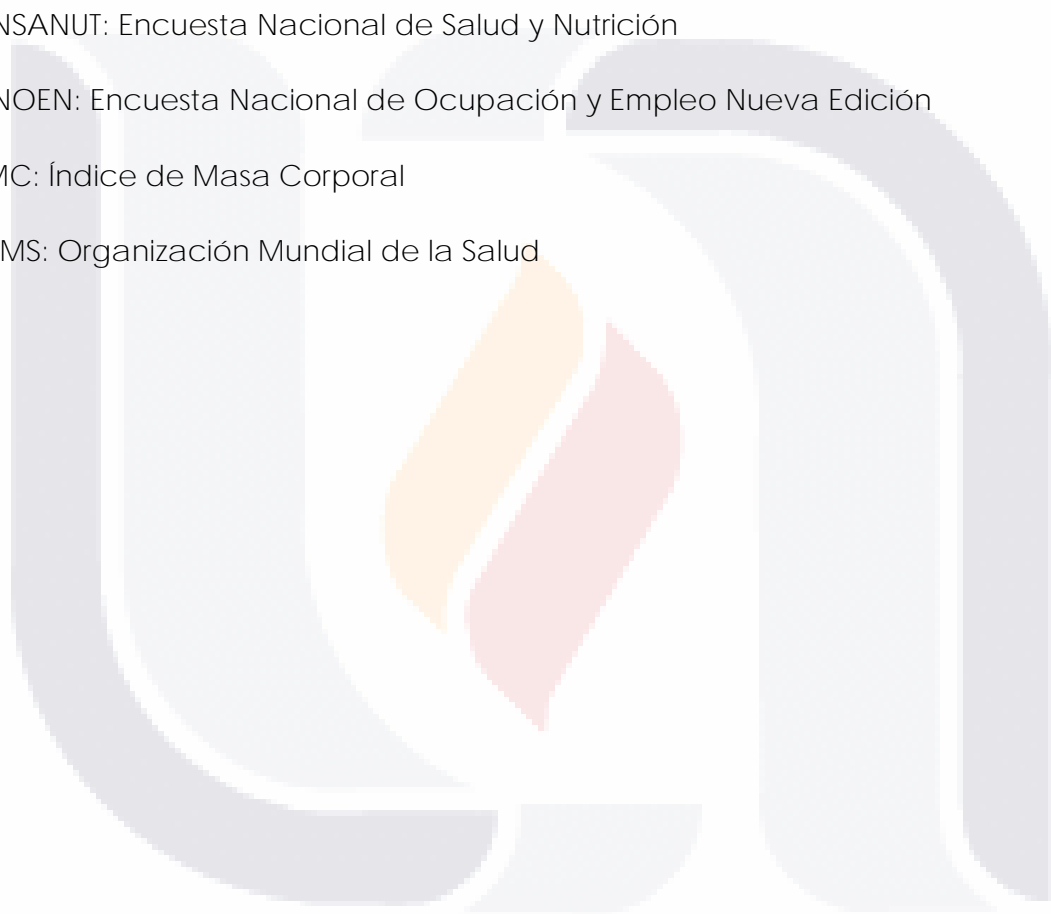 NSANUT: Encuesta Nacional de Salud y Nutrición
NOEN: Encuesta Nacional de Ocupación y Empleo Nueva Edición
MC: Índice de Masa Corporal
MS: Organización Mundial de la Salud